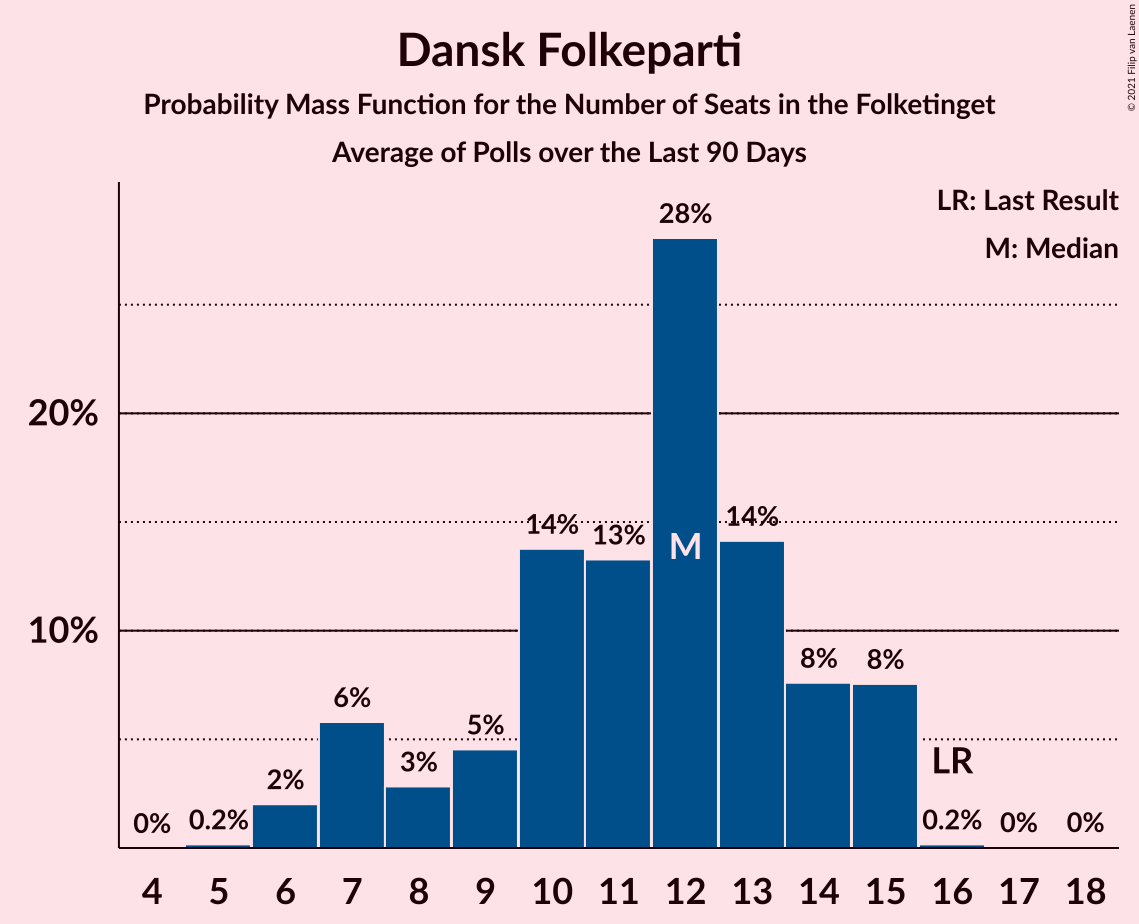 Dansk Folkeparti
Probability Mass Function for the Number of Seats in the Folketinget
Average of Polls over the Last 90 Days
© 2021 Filip van Laenen
LR: Last Result
M: Median
28%
20%
14%
13%
M
14%
10%
8%
8%
6%
5%
3%
2%
LR
0%
0.2%
0.2%
0%
0%
4 5 6 7 8 9 10 11 12 13 14 15 16 17 18